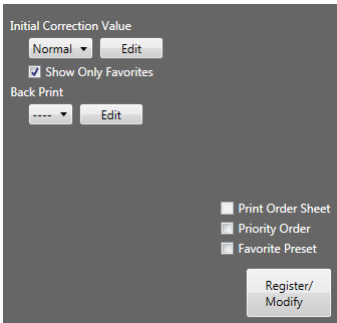 Initial Correction Value
Normal Edit
Show Only Favorites
Back Print
---- Edit
Print Order Sheet
Priority Order
Favorite Preset
Register/
Modify